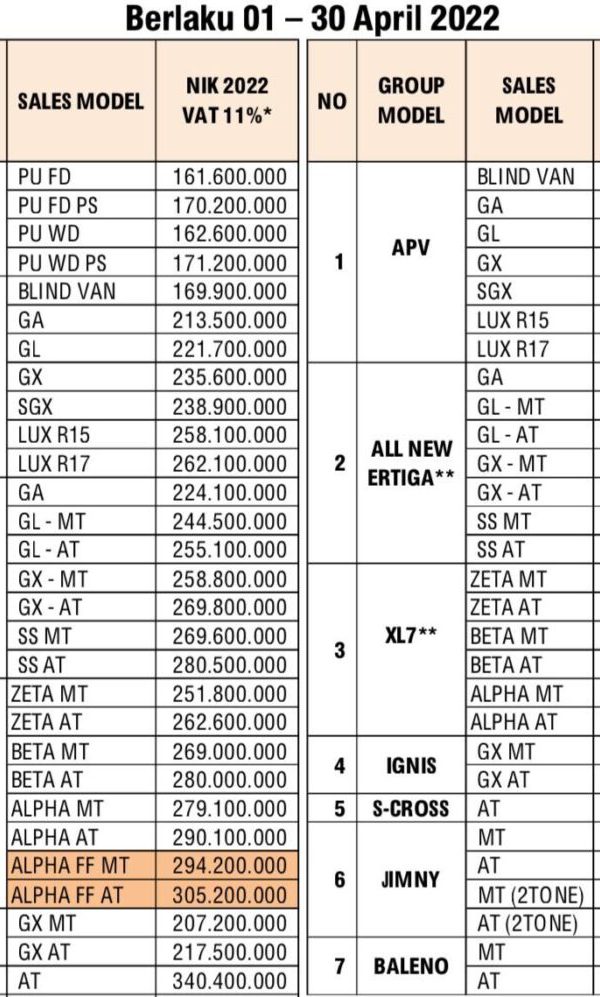 Berlaku 01 – 30 April 2022
SALES MODEL NIK 2022 VAT 11%*
PU FD 161.600.000
PU FD PS 170.200.000
PU WD 162.600.000
PU WD PS 171.200.000
BLIND VAN 169.900.000
GA 213.500.000
GL 221.700.000
GX 235.600.000
SGX 238.900.000
LUX R15 258.100.000
LUX R17 262.100.000
GA 224.100.000
GL - MT 244.500.000
GL - AT 255.100.000
GX - MT 258.800.000
GX - AT 269.800.000
SS MT 269.600.000
SS AT 280.500.000
ZETA MT 251.800.000
ZETA AT 262.600.000
BETA MT 269.000.000
BETA AT 280.000.000
ALPHA MT 279.100.000
ALPHA AT 290.100.000
ALPHA FF MT 294.200.000
ALPHA FF AT 305.200.000
GX MT 207.200.000
GX AT 217.500.000
AT 340.400.000
NO GROUP MODEL SALES MODEL
1 APV
BLIND VAN
GA
GL
GX
SGX
LUX R15
LUX R17
2 ALL NEW ERTIGA**
GA
GL - MT
GL - AT
GX - MT
GX - AT
SS MT
SS AT
3 XL7**
ZETA MT
ZETA AT
BETA MT
BETA AT
ALPHA MT
ALPHA AT
4 IGNIS
GX MT
GX AT
5 S-CROSS AT
6 JIMNY
MT
AT
MT (2TONE)
AT (2TONE)
7 BALENO
MT
AT